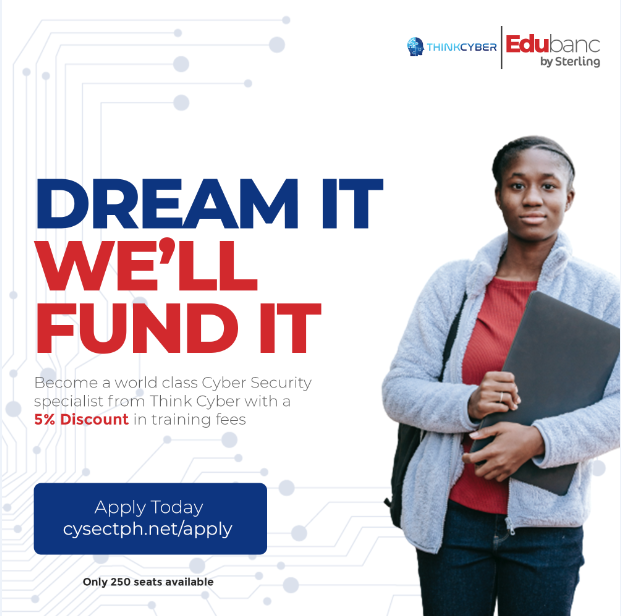 THINKCYBER
Edubanc
by Sterling
DREAM IT
WE'LL
FUND IT
Become a world class Cyber Security
specialist from Think Cyber with a
5% Discount in training fees
Apply Today
cysectph.net/apply
Only 250 seats available